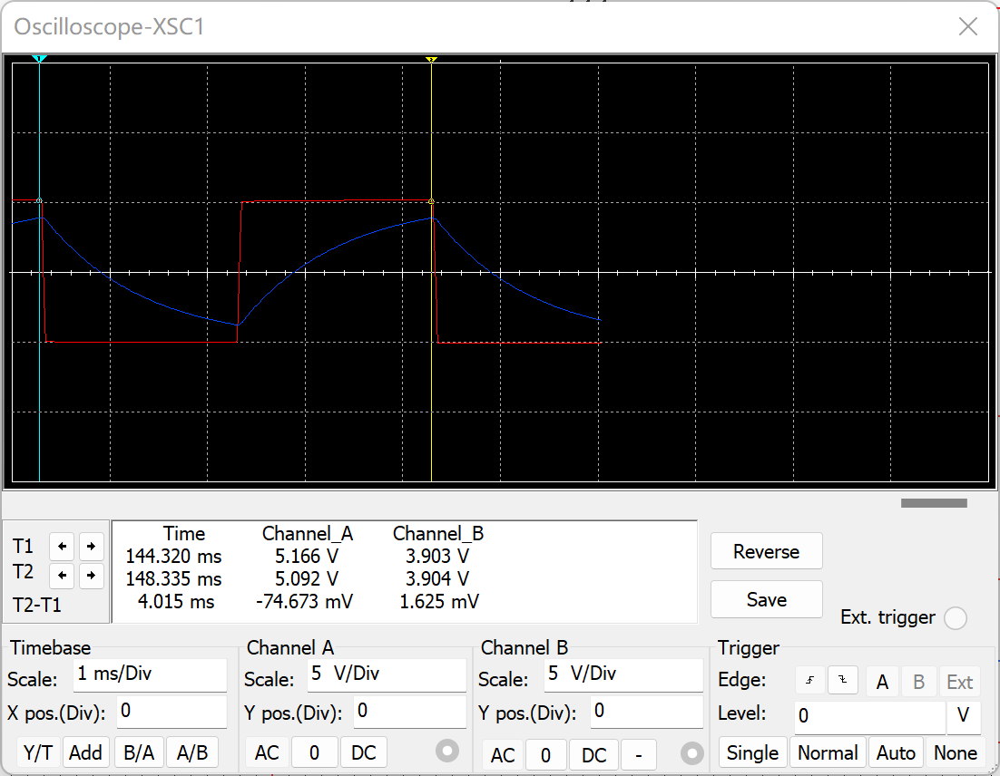 Oscilloscope-XSC1
Time Channel_A Channel_B
T1 144.320 ms 5.166 V 3.903 V
T2 148.335 ms 5.092 V 3.904 V
T2-T1 4.015 ms -74.673 mV 1.625 mV
Reverse
Save
Ext. trigger
Timebase Channel A Channel B Trigger
Scale: 1 ms/Div Scale: 5 V/Div Scale: 5 V/Div Edge: A B Ext
X pos.(Div): 0 Y pos.(Div): 0 Y pos.(Div): 0 Level: 0 V
Y/T Add B/A A/B AC 0 DC AC 0 DC - Single Normal Auto None